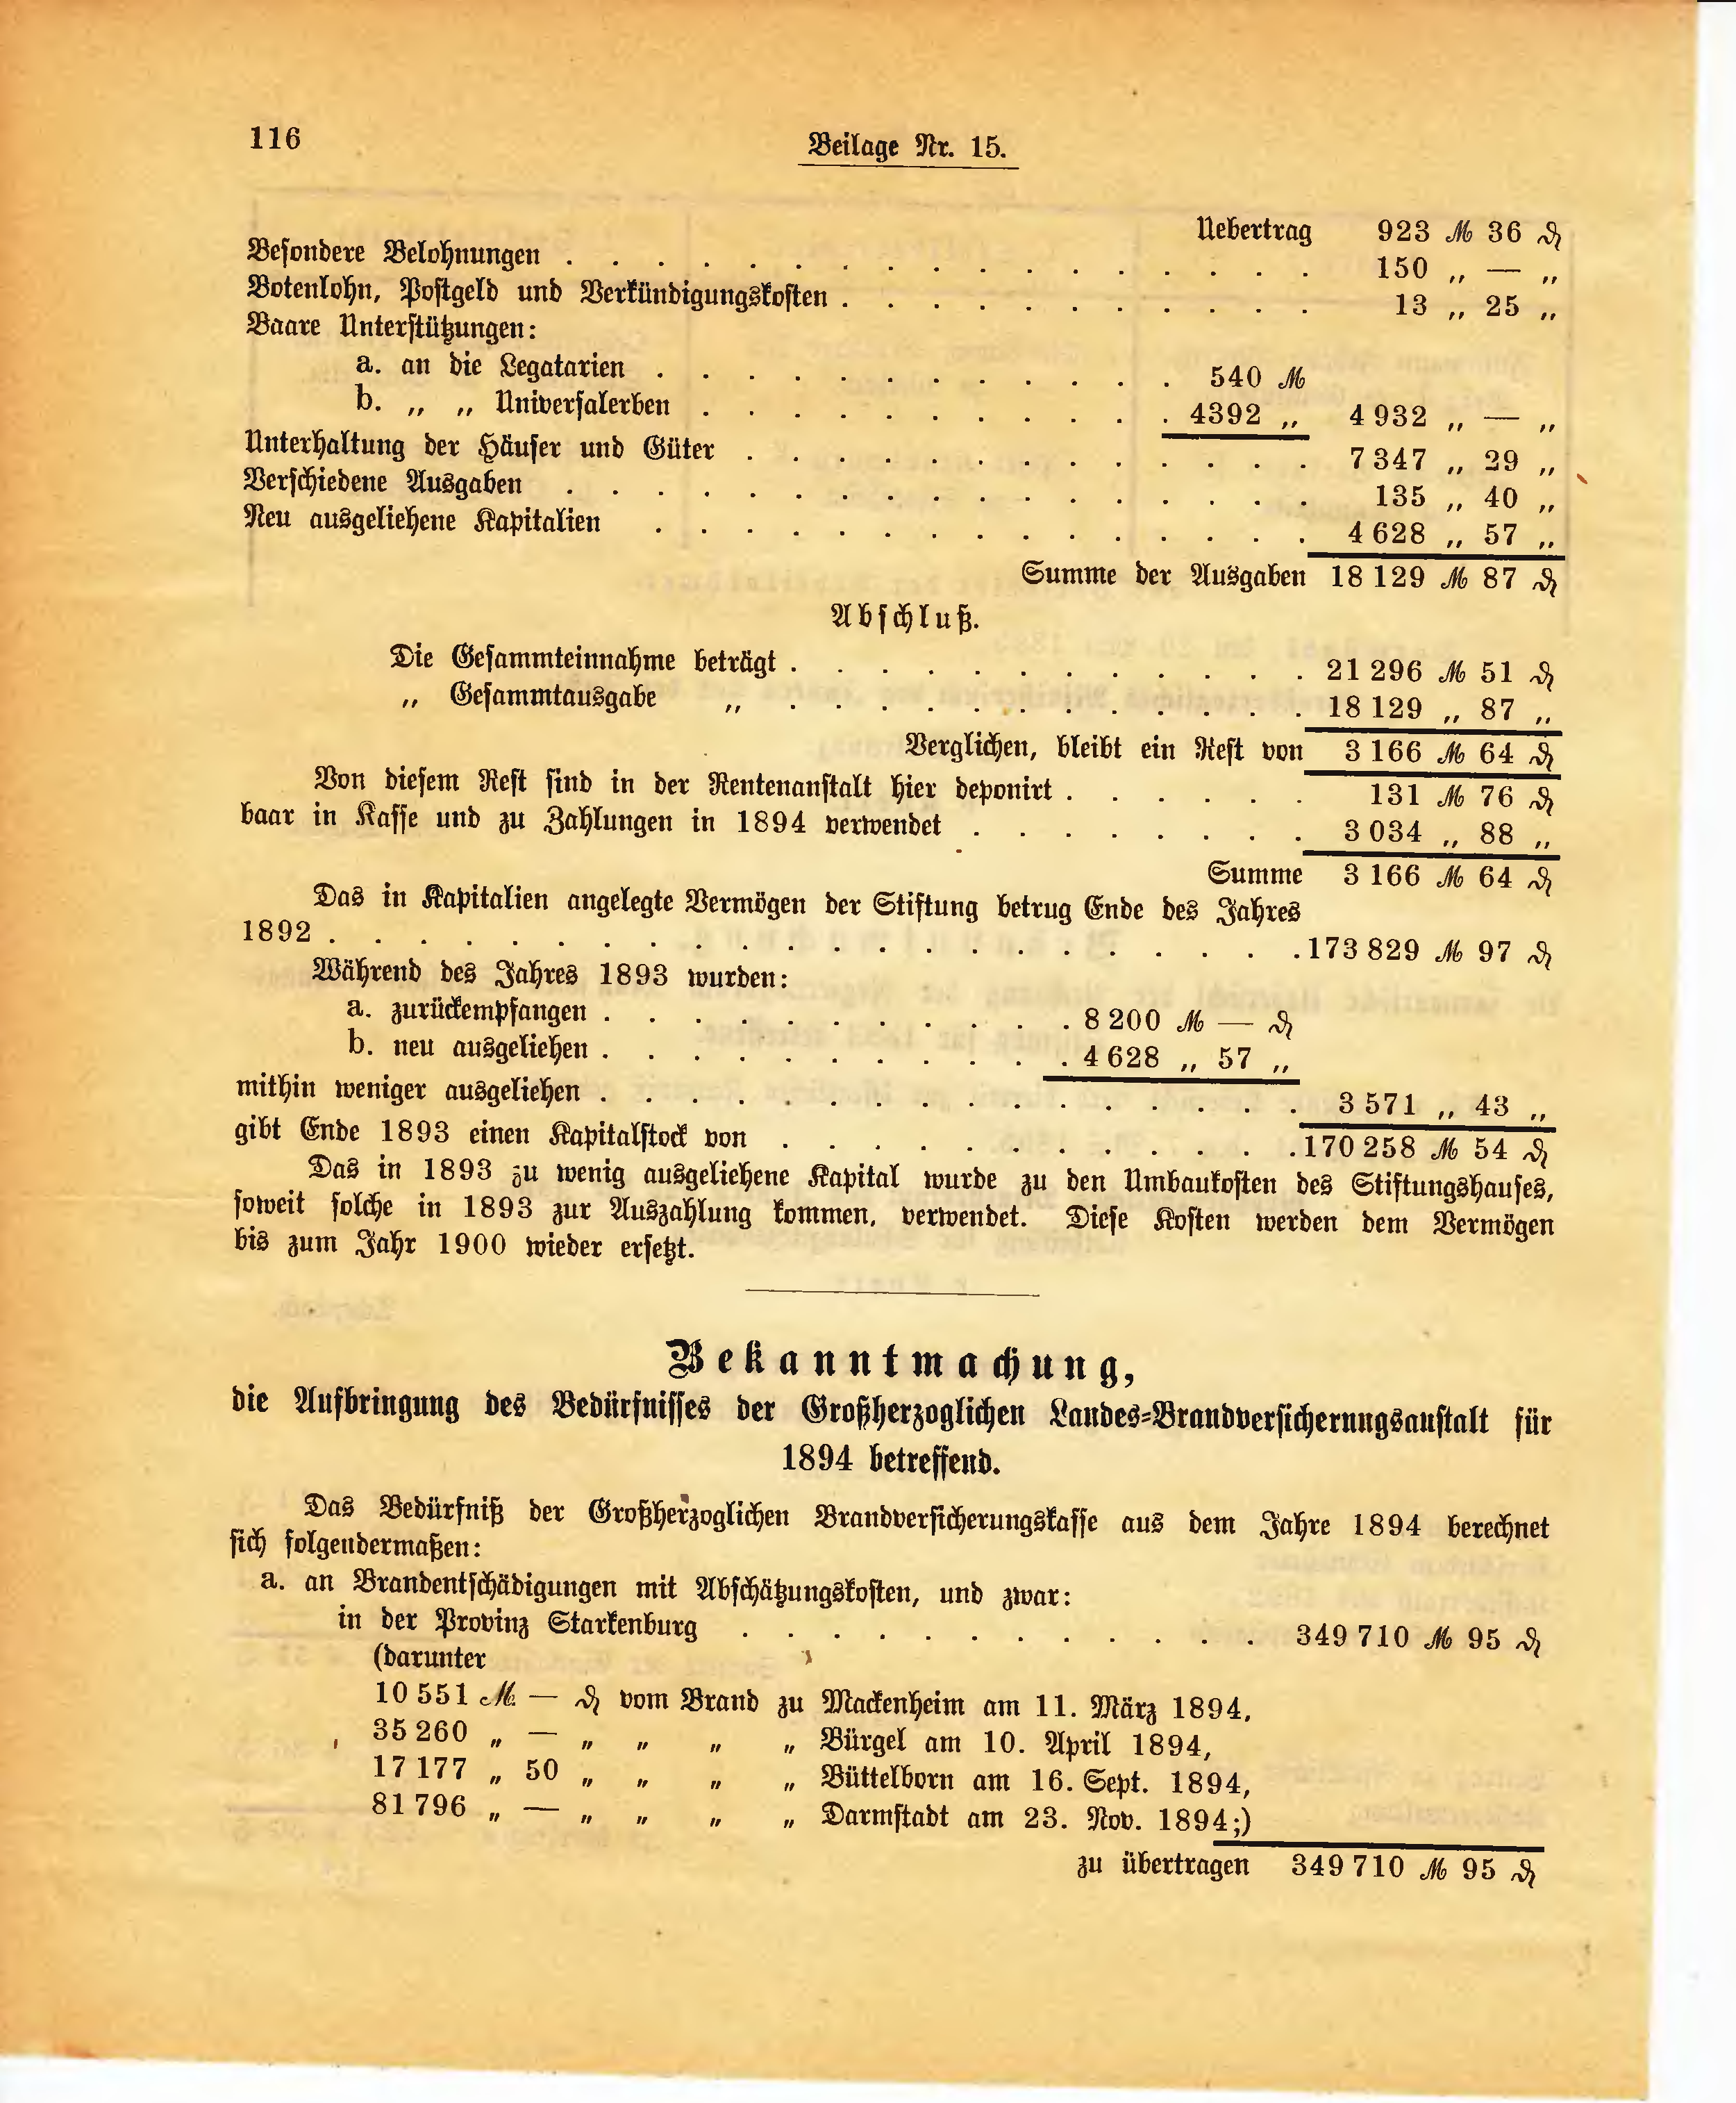 116
Beilage Nr. 15.
Uebertrag 923 ℳ 36 ₰
Besondere Belohnungen . . . . . . . . . . . . . . . . . 150 „ — „
Botenlohn, Postgeld und Verkündigungskosten . . . . . . . . . . . 13 „ 25 „
Baare Unterstützungen:
a. an die Legatarien . . . . . . . . . . . . 540 ℳ
b. „ „ Universalerben . . . . . . . . . . . 4392 „ 4 932 „ — „
Unterhaltung der Häuser und Güter . . . . . . . . . . . . . 7 347 „ 29 „
Verschiedene Ausgaben . . . . . . . . . . . . . . . . . 135 „ 40 „
Neu ausgeliehene Kapitalien . . . . . . . . . . . . . . . 4 628 „ 57 „
Summe der Ausgaben 18 129 ℳ 87 ₰
Abschluß.
Die Gesammteinnahme beträgt . . . . . . . . . . . . 21 296 ℳ 51 ₰
„ Gesammtausgabe „ . . . . . . . . . . . . 18 129 „ 87 „
Verglichen, bleibt ein Rest von 3 166 ℳ 64 ₰
Von diesem Rest sind in der Rentenanstalt hier deponirt . . . . . . 131 ℳ 76 ₰
baar in Kasse und zu Zahlungen in 1894 verwendet . . . . . . . . 3 034 „ 88 „
Summe 3 166 ℳ 64 ₰
Das in Kapitalien angelegte Vermögen der Stiftung betrug Ende des Jahres
1892 . . . . . . . . . . . . . . . . . . . . . . 173 829 ℳ 97 ₰
Während des Jahres 1893 wurden:
a. zurückempfangen . . . . . . . . . . . 8 200 ℳ — ₰
b. neu ausgeliehen . . . . . . . . . . . 4 628 „ 57 „
mithin weniger ausgeliehen . . . . . . . . . . . . . . . . 3 571 „ 43 „
gibt Ende 1893 einen Kapitalstock von . . . . . . . . . . . . 170 258 ℳ 54 ₰
Das in 1893 zu wenig ausgeliehene Kapital wurde zu den Umbaukosten des Stiftungshauses,
soweit solche in 1893 zur Auszahlung kommen, verwendet. Diese Kosten werden dem Vermögen
bis zum Jahr 1900 wieder ersetzt.
Bekanntmachung,
die Aufbringung des Bedürfnisses der Großherzoglichen Landes-Brandversicherungsanstalt für
1894 betreffend.
Das Bedürfniß der Großherzoglichen Brandversicherungskasse aus dem Jahre 1894 berechnet
sich folgendermaßen:
a. an Brandentschädigungen mit Abschätzungskosten, und zwar:
in der Provinz Starkenburg . . . . . . . . . . . . 349 710 ℳ 95 ₰
(darunter
10 551 ℳ — ₰ vom Brand zu Mackenheim am 11. März 1894,
35 260 „ — „ „ „ „ Bürgel am 10. April 1894,
17 177 „ 50 „ „ „ „ Büttelborn am 16. Sept. 1894,
81 796 „ — „ „ „ „ Darmstadt am 23. Nov. 1894;)
zu übertragen 349 710 ℳ 95 ₰